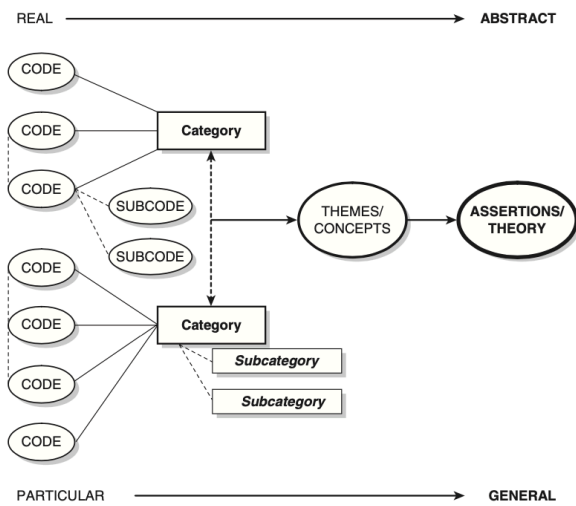 REAL
ABSTRACT
CODE
CODE
Category
CODE
SUBCODE
THEMES/
CONCEPTS
ASSERTIONS/
THEORY
SUBCODE
CODE
CODE
Category
Subcategory
CODE
Subcategory
CODE
PARTICULAR
GENERAL